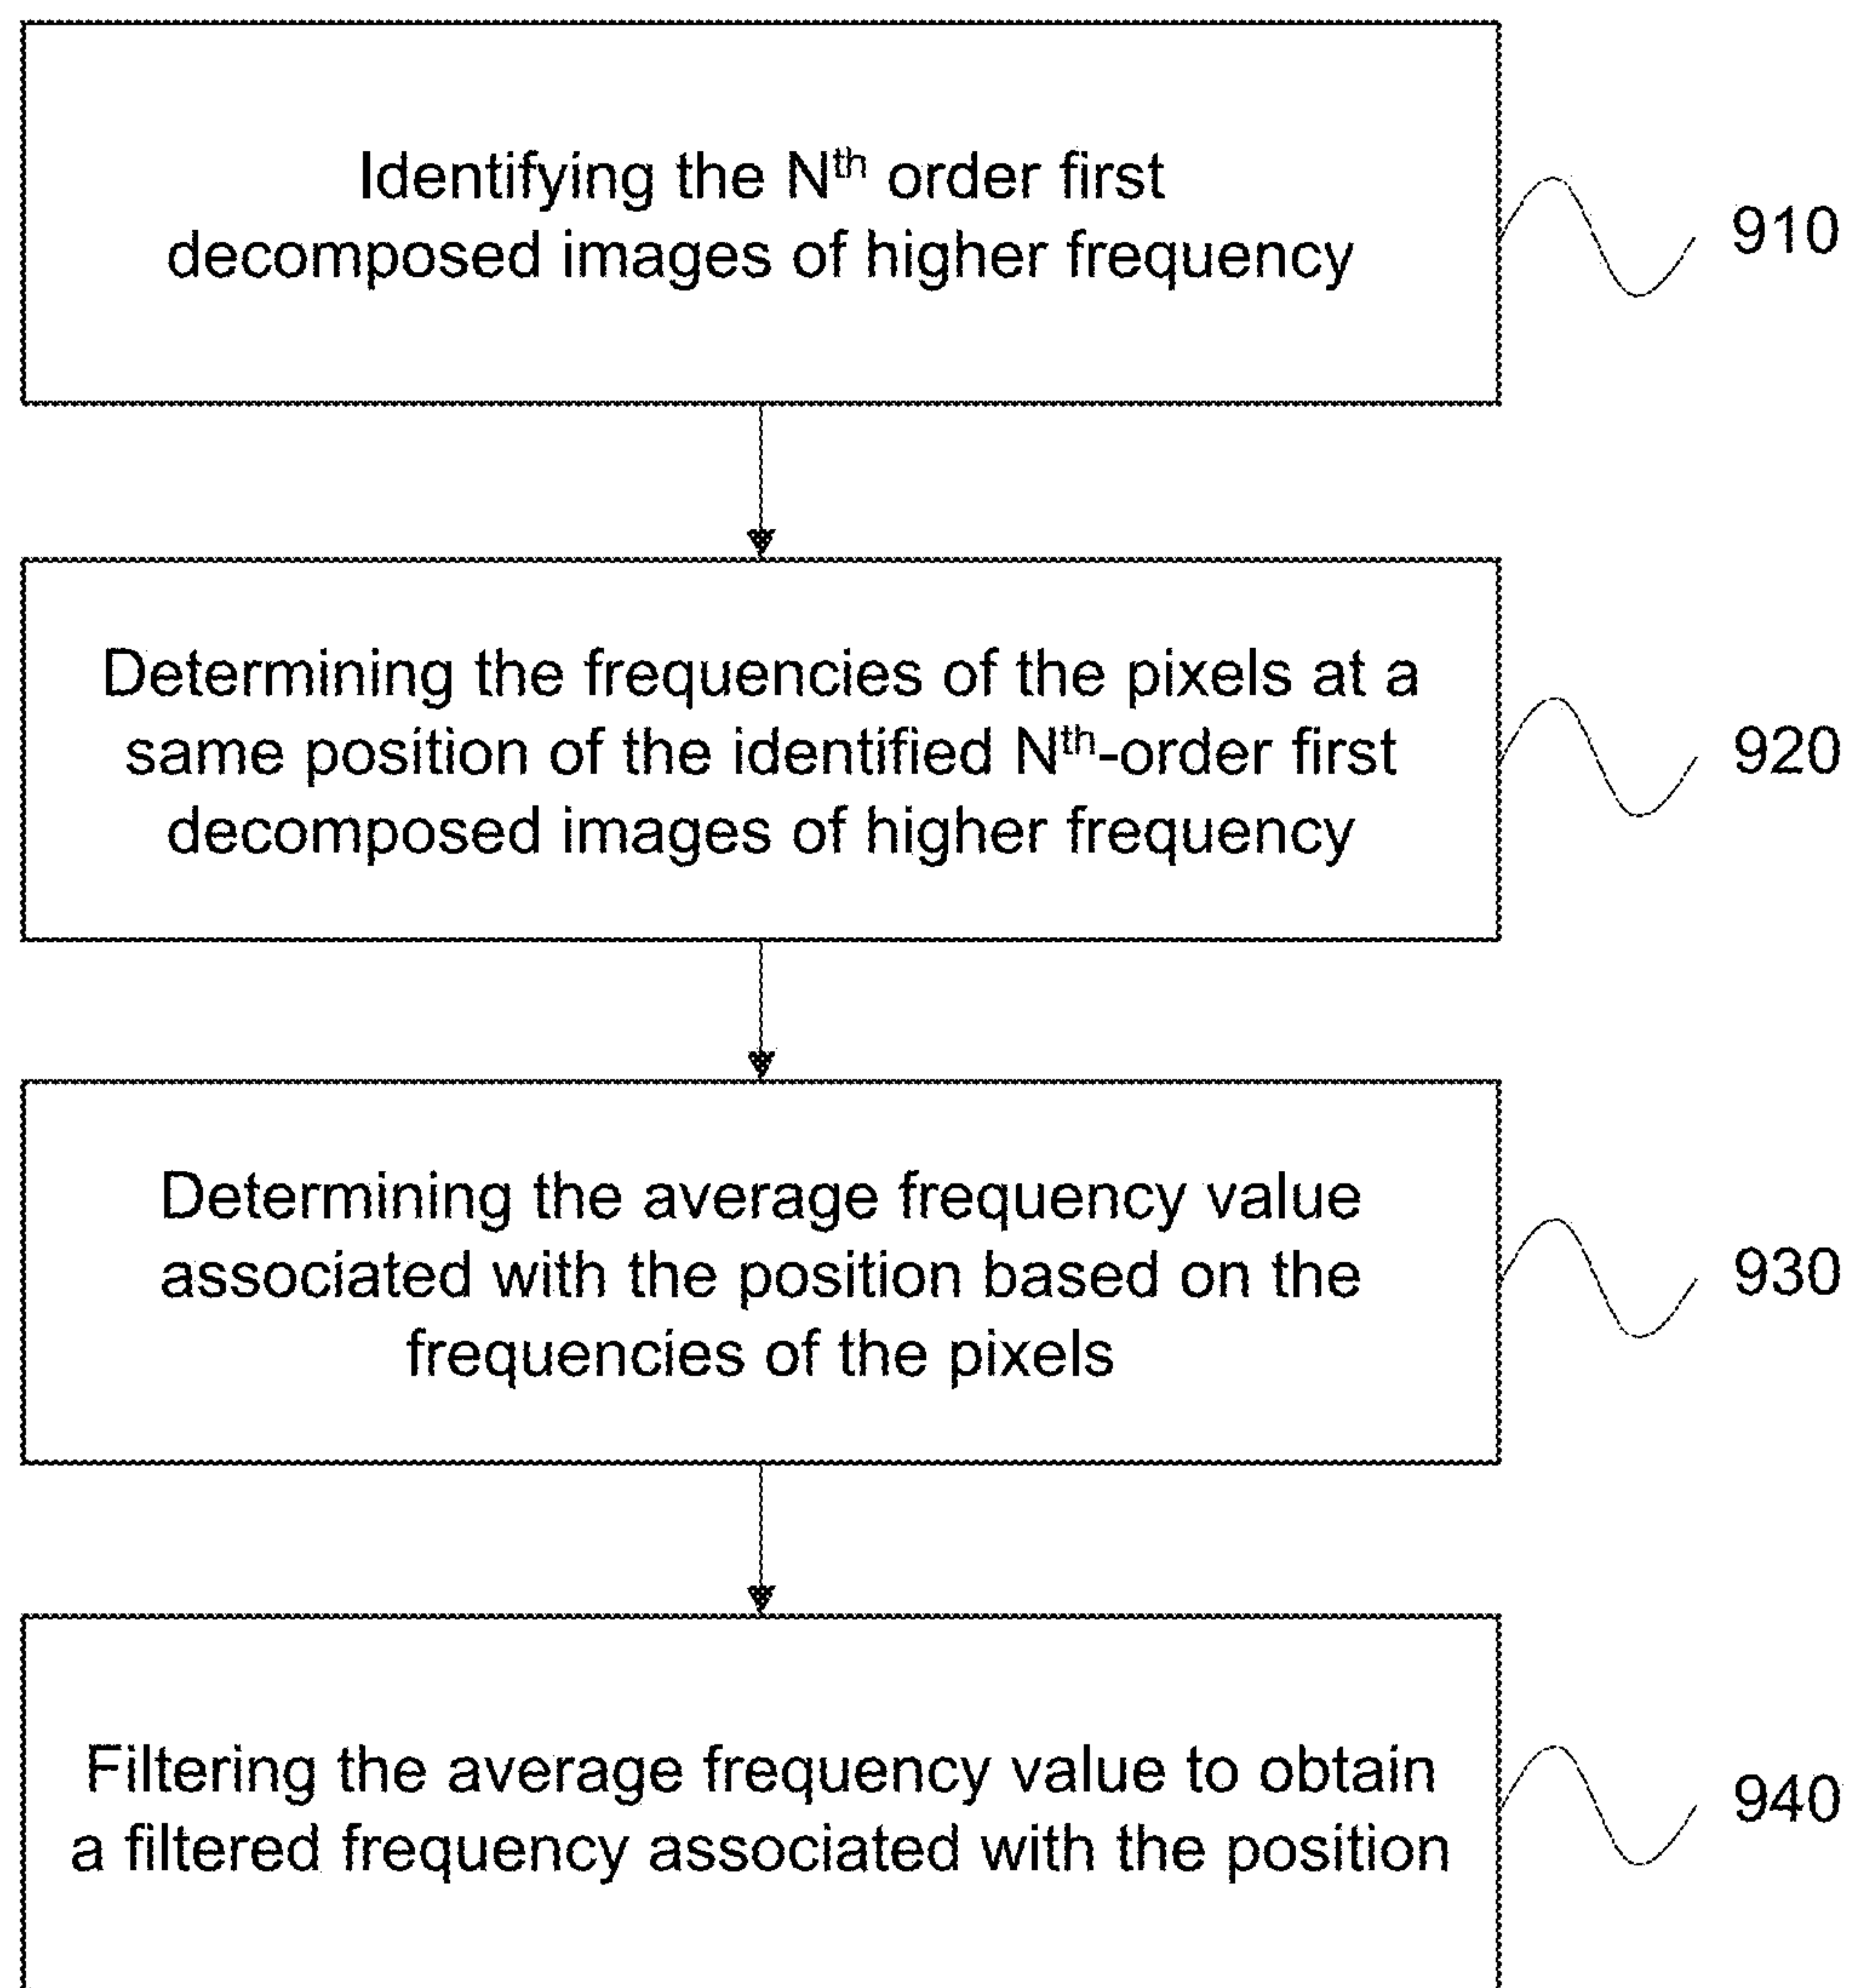 Identifying the Nth order first
decomposed images of higher frequency
910
Determining the frequencies of the pixels at a
same position of the identified Nth-order first
decomposed images of higher frequency
920
Determining the average frequency value
associated with the position based on the
frequencies of the pixels
930
Filtering the average frequency value to obtain
a filtered frequency associated with the position
940